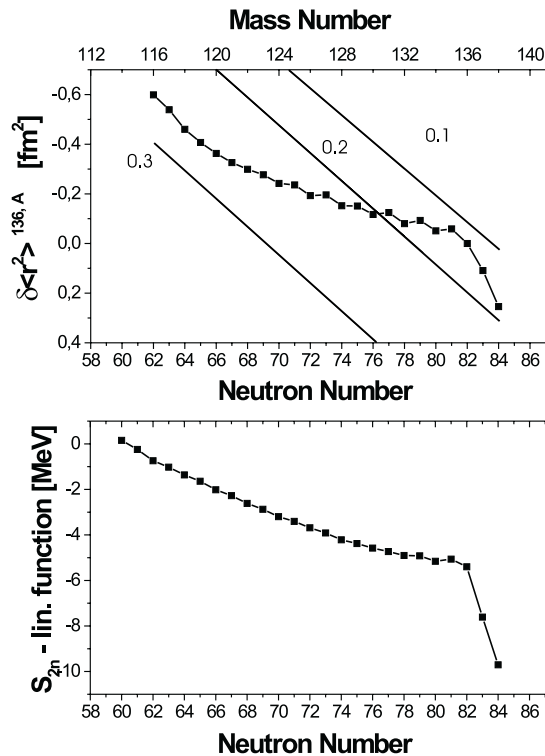 Mass Number
112 116 120 124 128 132 136 140
δ<r²> ¹³⁶, ᴬ [fm²]
-0,6
-0,4
-0,2
0,0
0,2
0,4
0.1
0.2
0.3
58 60 62 64 66 68 70 72 74 76 78 80 82 84 86
Neutron Number
S₂ₙ - lin. function [MeV]
0
-2
-4
-6
-8
-10
58 60 62 64 66 68 70 72 74 76 78 80 82 84 86
Neutron Number